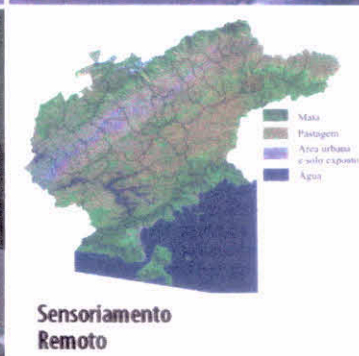 Mata
Pastagem
Area urbana
e solo exposto
Água
Sensoriamento
Remoto